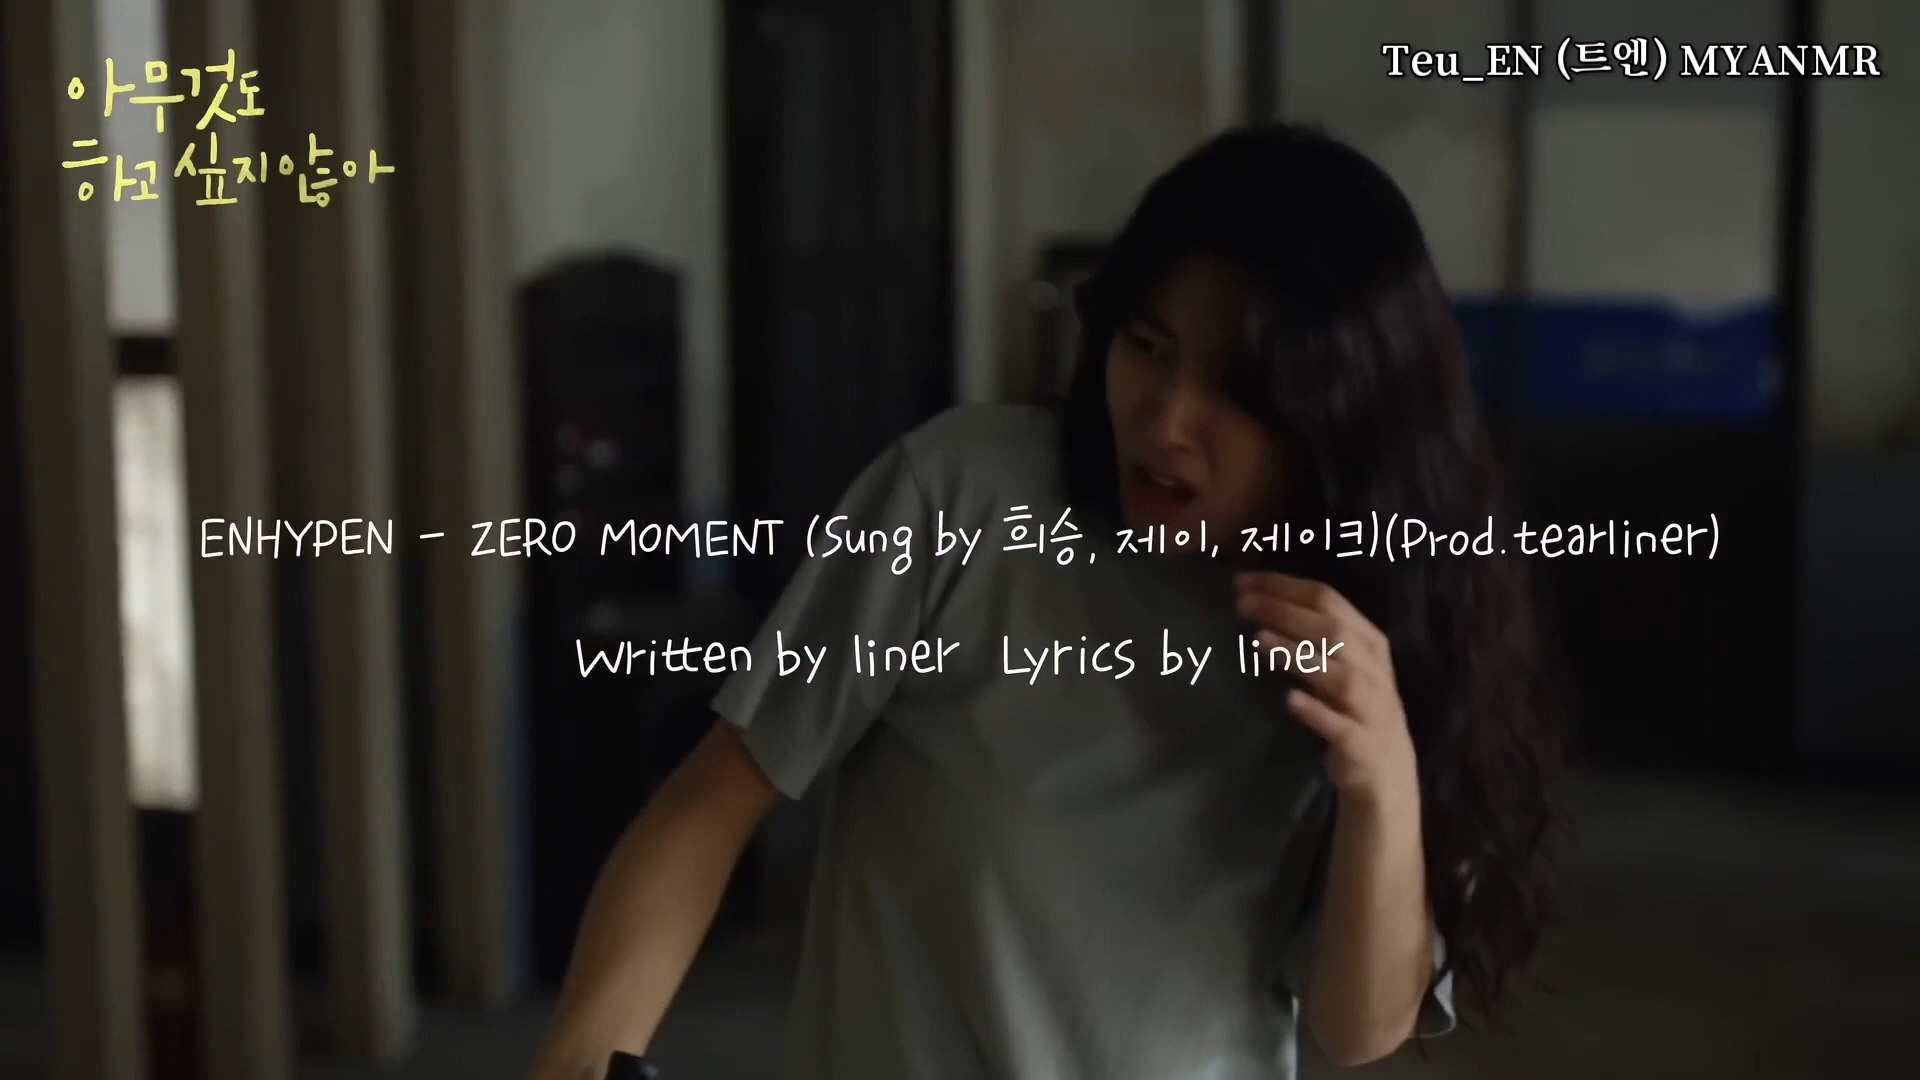 아무것도
하고 싶지 않아
Teu_EN (트엔) MYANMR
ENHYPEN - ZERO MOMENT (Sung by 희승, 제이, 제이크)(Prod.tearliner)
Written by liner Lyrics by liner